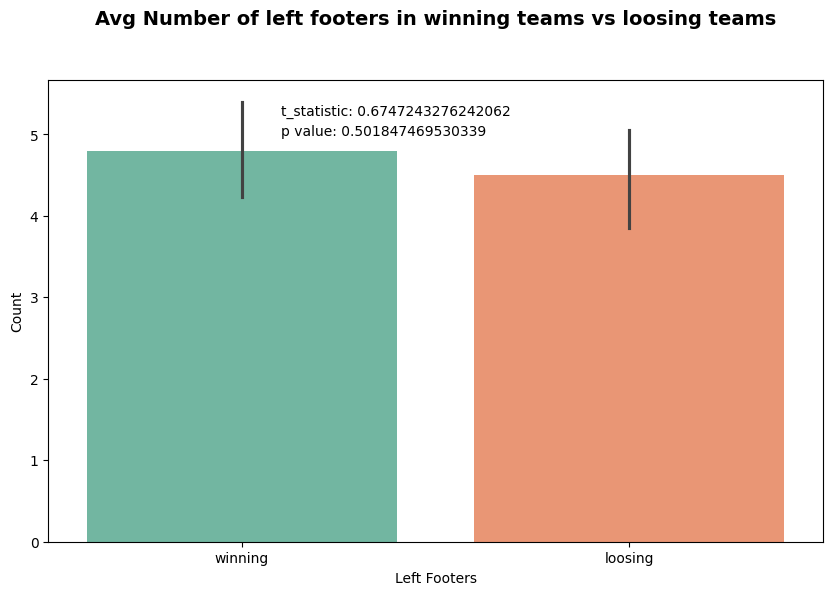 Avg Number of left footers in winning teams vs loosing teams
t_statistic: 0.6747243276242062
p value: 0.501847469530339
5
4
3
2
1
0
Count
winning loosing
Left Footers